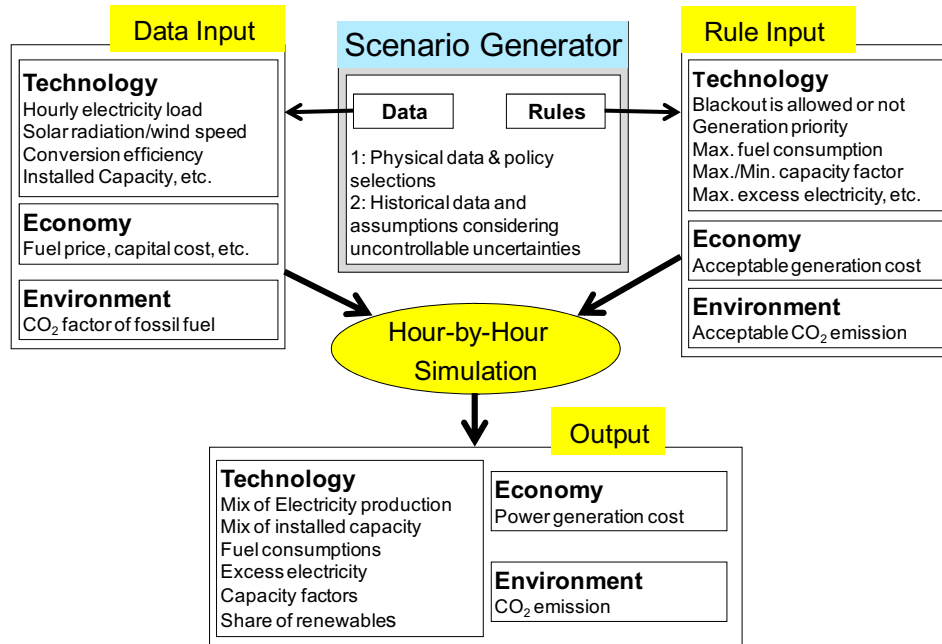 Data Input
Technology
Hourly electricity load
Solar radiation/wind speed
Conversion efficiency
Installed Capacity, etc.
Economy
Fuel price, capital cost, etc.
Environment
CO₂ factor of fossil fuel
Scenario Generator
Data
Rules
1: Physical data & policy
selections
2: Historical data and
assumptions considering
uncontrollable uncertainties
Rule Input
Technology
Blackout is allowed or not
Generation priority
Max. fuel consumption
Max./Min. capacity factor
Max. excess electricity, etc.
Economy
Acceptable generation cost
Environment
Acceptable CO₂ emission
Hour-by-Hour
Simulation
Output
Technology
Mix of Electricity production
Mix of installed capacity
Fuel consumptions
Excess electricity
Capacity factors
Share of renewables
Economy
Power generation cost
Environment
CO₂ emission